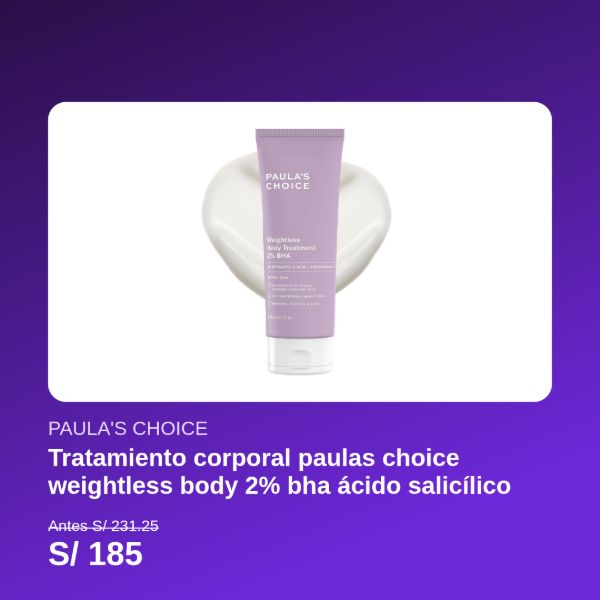 PAULA'S
CHOICE
Weightless
Body Treatment
2% BHA
PAULA'S CHOICE
Tratamiento corporal paulas choice
weightless body 2% bha ácido salicílico
Antes S/ 231.25
S/ 185